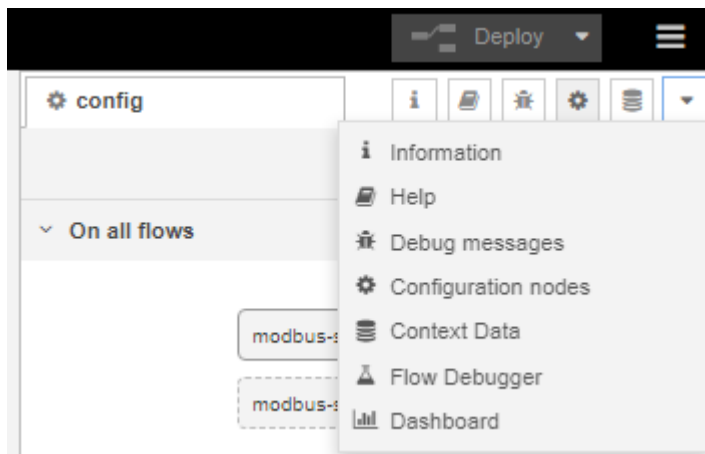 Deploy
config
Information
Help
On all flows
Debug messages
Configuration nodes
modbus-s
Context Data
Flow Debugger
modbus-s
Dashboard